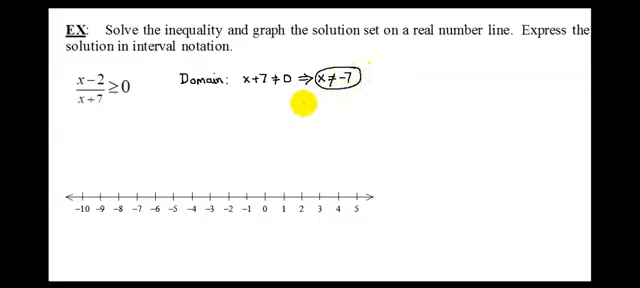 EX: Solve the inequality and graph the solution set on a real number line. Express the
solution in interval notation.
x-2
x+7 ≥0 Domain: x+7≠0 ⇒ x≠-7
-10 -9 -8 -7 -6 -5 -4 -3 -2 -1 0 1 2 3 4 5